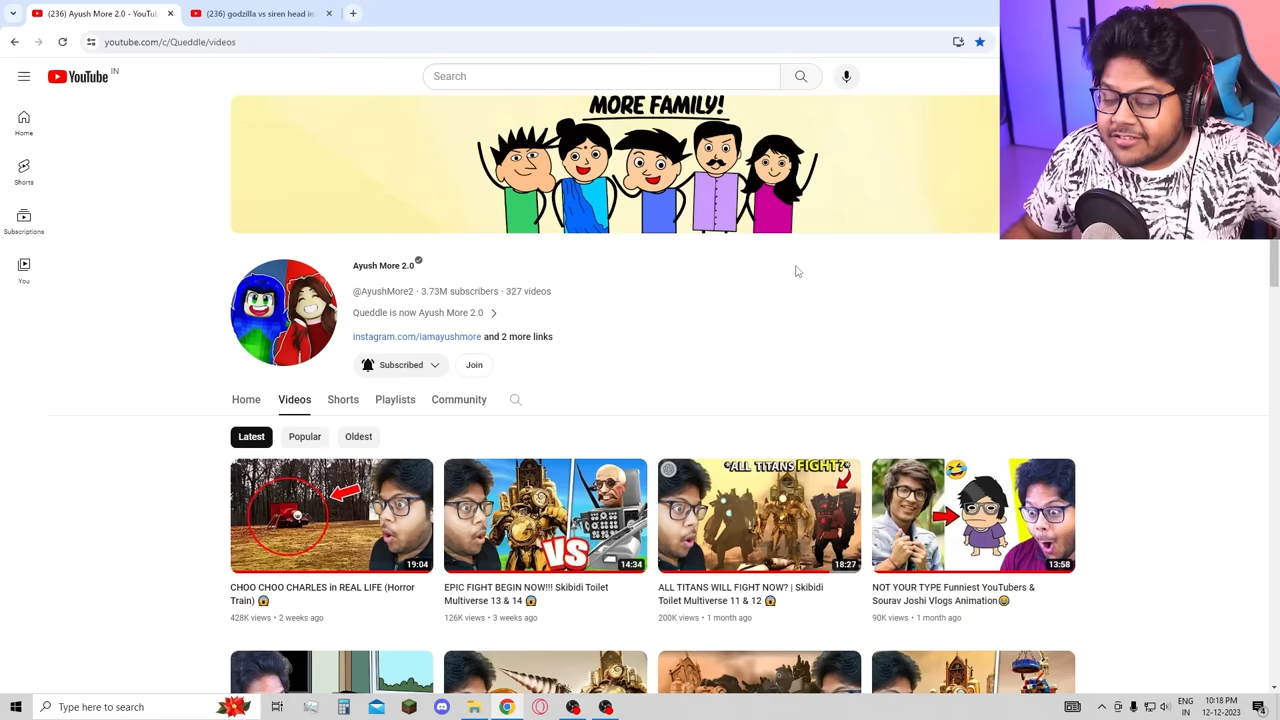 (236) Ayush More 2.0 - YouTub
(236) godzilla vs siren head in
youtube.com/c/Queddle/videos
YouTube IN
Search
Home
Shorts
Subscriptions
You
MORE FAMILY!
Ayush More 2.0
@AyushMore2 · 3.73M subscribers · 327 videos
Queddle is now Ayush More 2.0
instagram.com/iamayushmore and 2 more links
Subscribed
Join
Home Videos Shorts Playlists Community
Latest Popular Oldest
19:04
VS
14:34
*ALL TITANS FIGHT?*
18:27
13:58
CHOO CHOO CHARLES in REAL LIFE (Horror
Train)
428K views · 2 weeks ago
EPIC FIGHT BEGIN NOW!!! Skibidi Toilet
Multiverse 13 & 14
126K views · 3 weeks ago
ALL TITANS WILL FIGHT NOW? | Skibidi
Toilet Multiverse 11 & 12
200K views · 1 month ago
NOT YOUR TYPE Funniest YouTubers &
Sourav Joshi Vlogs Animation
90K views · 1 month ago
Type here to search
ENG
IN
10:18 PM
12-12-2023
4